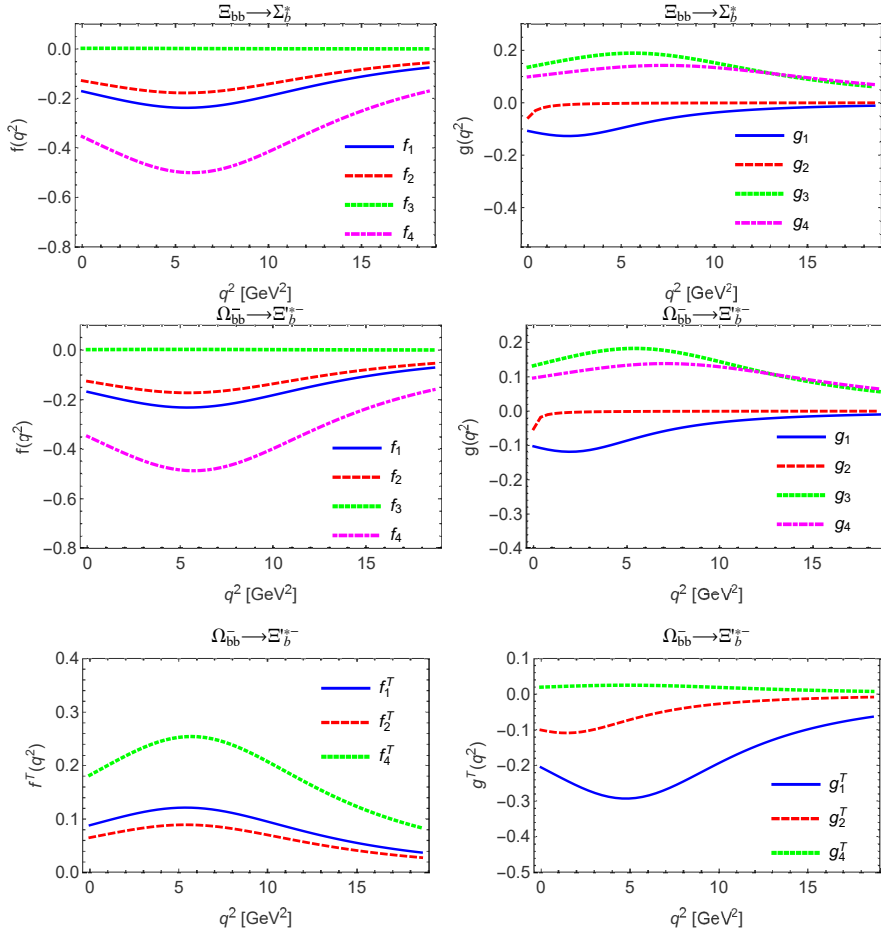 Ξbb⟶Σb*
0.0
−0.2
−0.4
−0.6
−0.8
f(q²)
f₁
f₂
f₃
f₄
0 5 10 15
q² [GeV²]
Ξbb⟶Σb*
0.2
0.0
−0.2
−0.4
g(q²)
g₁
g₂
g₃
g₄
0 5 10 15
q² [GeV²]
Ωbb⁻⟶Ξ′b*⁻
0.0
−0.2
−0.4
−0.6
−0.8
f(q²)
f₁
f₂
f₃
f₄
0 5 10 15
q² [GeV²]
Ωbb⁻⟶Ξ′b*⁻
0.2
0.1
0.0
−0.1
−0.2
−0.3
−0.4
g(q²)
g₁
g₂
g₃
g₄
0 5 10 15
q² [GeV²]
Ωbb⁻⟶Ξ′b*⁻
0.4
0.3
0.2
0.1
0.0
fᵀ(q²)
f₁ᵀ
f₂ᵀ
f₄ᵀ
0 5 10 15
q² [GeV²]
Ωbb⁻⟶Ξ′b*⁻
0.1
0.0
−0.1
−0.2
−0.3
−0.4
−0.5
gᵀ(q²)
g₁ᵀ
g₂ᵀ
g₄ᵀ
0 5 10 15
q² [GeV²]